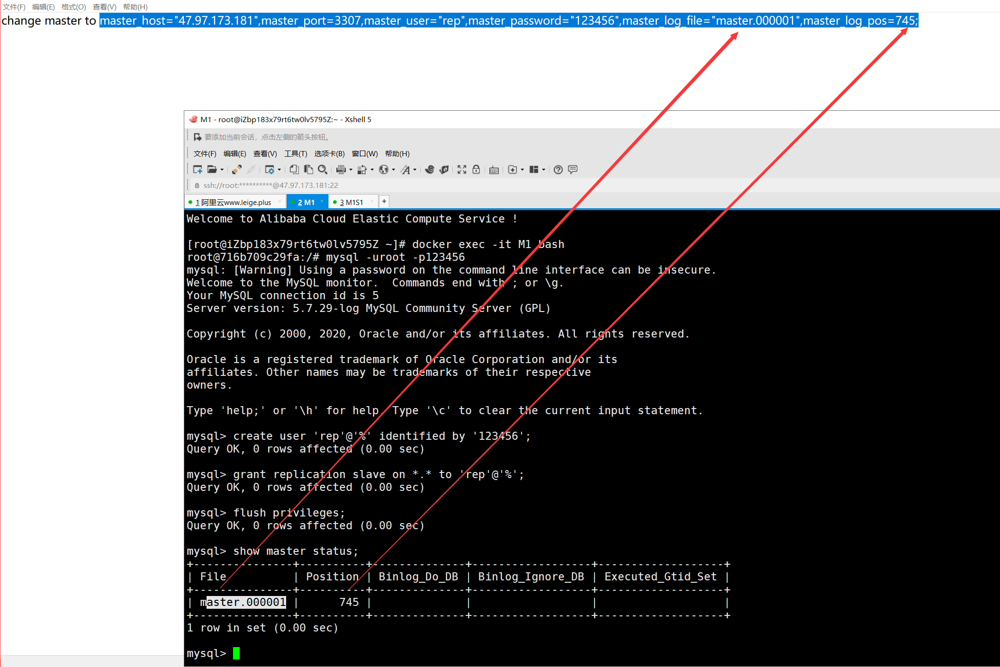 文件(F) 编辑(E) 格式(O) 查看(V) 帮助(H)
change master to master_host="47.97.173.181",master_port=3307,master_user="rep",master_password="123456",master_log_file="master.000001",master_log_pos=745;
M1 - root@iZbp183x79rt6tw0lv5795Z:~ - Xshell 5
要添加当前会话，点击左侧的箭头按钮。
文件(F) 编辑(E) 查看(V) 工具(T) 选项卡(B) 窗口(W) 帮助(H)
ssh://root:**********@47.97.173.181:22
1 阿里云www.leige.plus × 2 M1 × 3 M1S1 × +
Welcome to Alibaba Cloud Elastic Compute Service !
[root@iZbp183x79rt6tw0lv5795Z ~]# docker exec -it M1 bash
root@716b709c29fa:/# mysql -uroot -p123456
mysql: [Warning] Using a password on the command line interface can be insecure.
Welcome to the MySQL monitor.  Commands end with ; or \g.
Your MySQL connection id is 5
Server version: 5.7.29-log MySQL Community Server (GPL)
Copyright (c) 2000, 2020, Oracle and/or its affiliates. All rights reserved.
Oracle is a registered trademark of Oracle Corporation and/or its
affiliates. Other names may be trademarks of their respective
owners.
Type 'help;' or '\h' for help. Type '\c' to clear the current input statement.
mysql> create user 'rep'@'%' identified by '123456';
Query OK, 0 rows affected (0.00 sec)
mysql> grant replication slave on *.* to 'rep'@'%';
Query OK, 0 rows affected (0.00 sec)
mysql> flush privileges;
Query OK, 0 rows affected (0.00 sec)
mysql> show master status;
+---------------+----------+--------------+------------------+-------------------+
| File          | Position | Binlog_Do_DB | Binlog_Ignore_DB | Executed_Gtid_Set |
+---------------+----------+--------------+------------------+-------------------+
| master.000001 |      745 |              |                  |                   |
+---------------+----------+--------------+------------------+-------------------+
1 row in set (0.00 sec)
mysql>